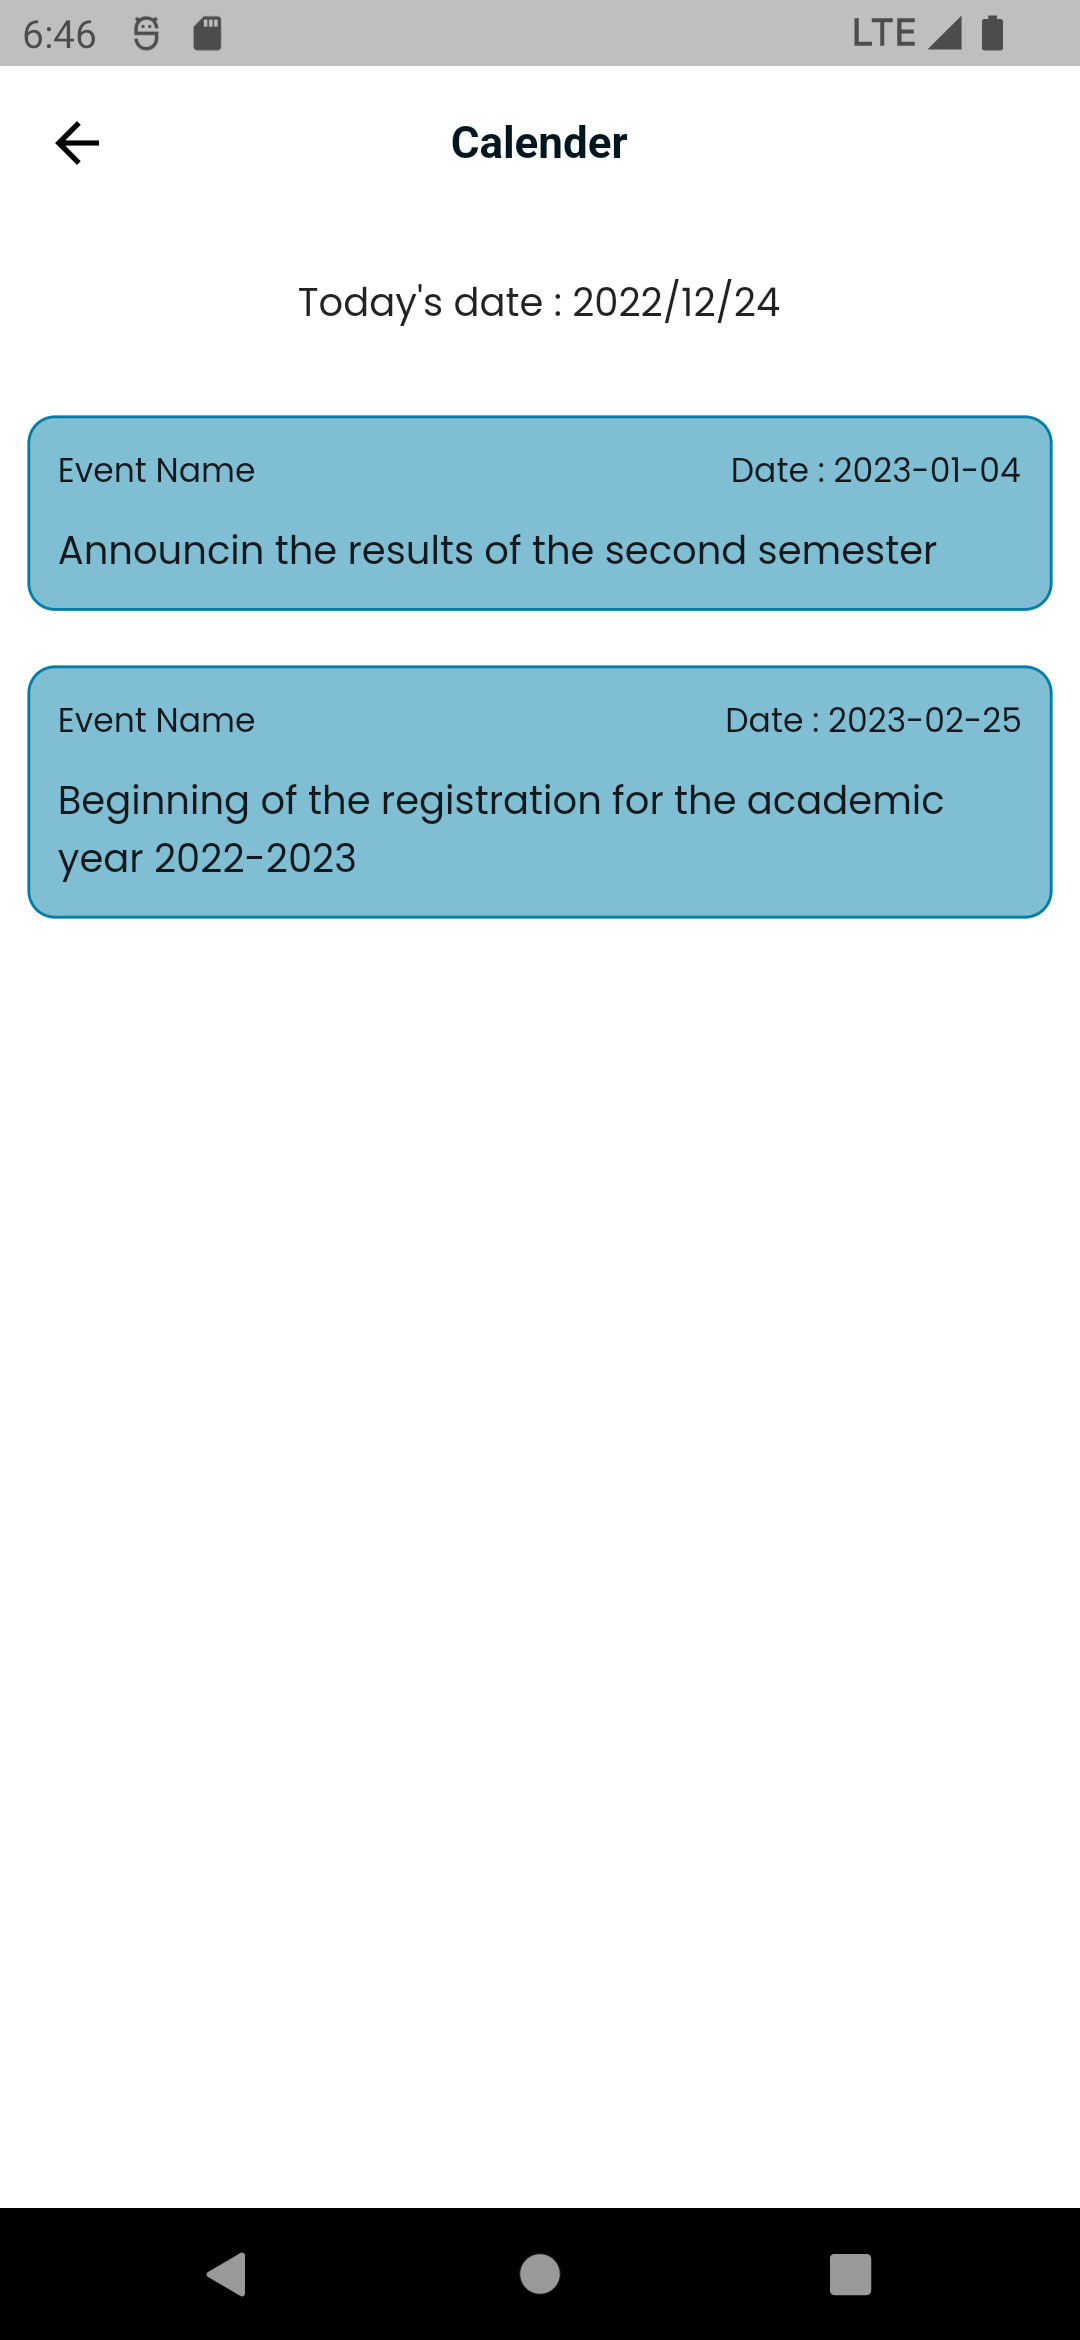 6:46 LTE
Calender
Today's date : 2022/12/24
Event Name Date : 2023-01-04
Announcin the results of the second semester
Event Name Date : 2023-02-25
Beginning of the registration for the academic
year 2022-2023